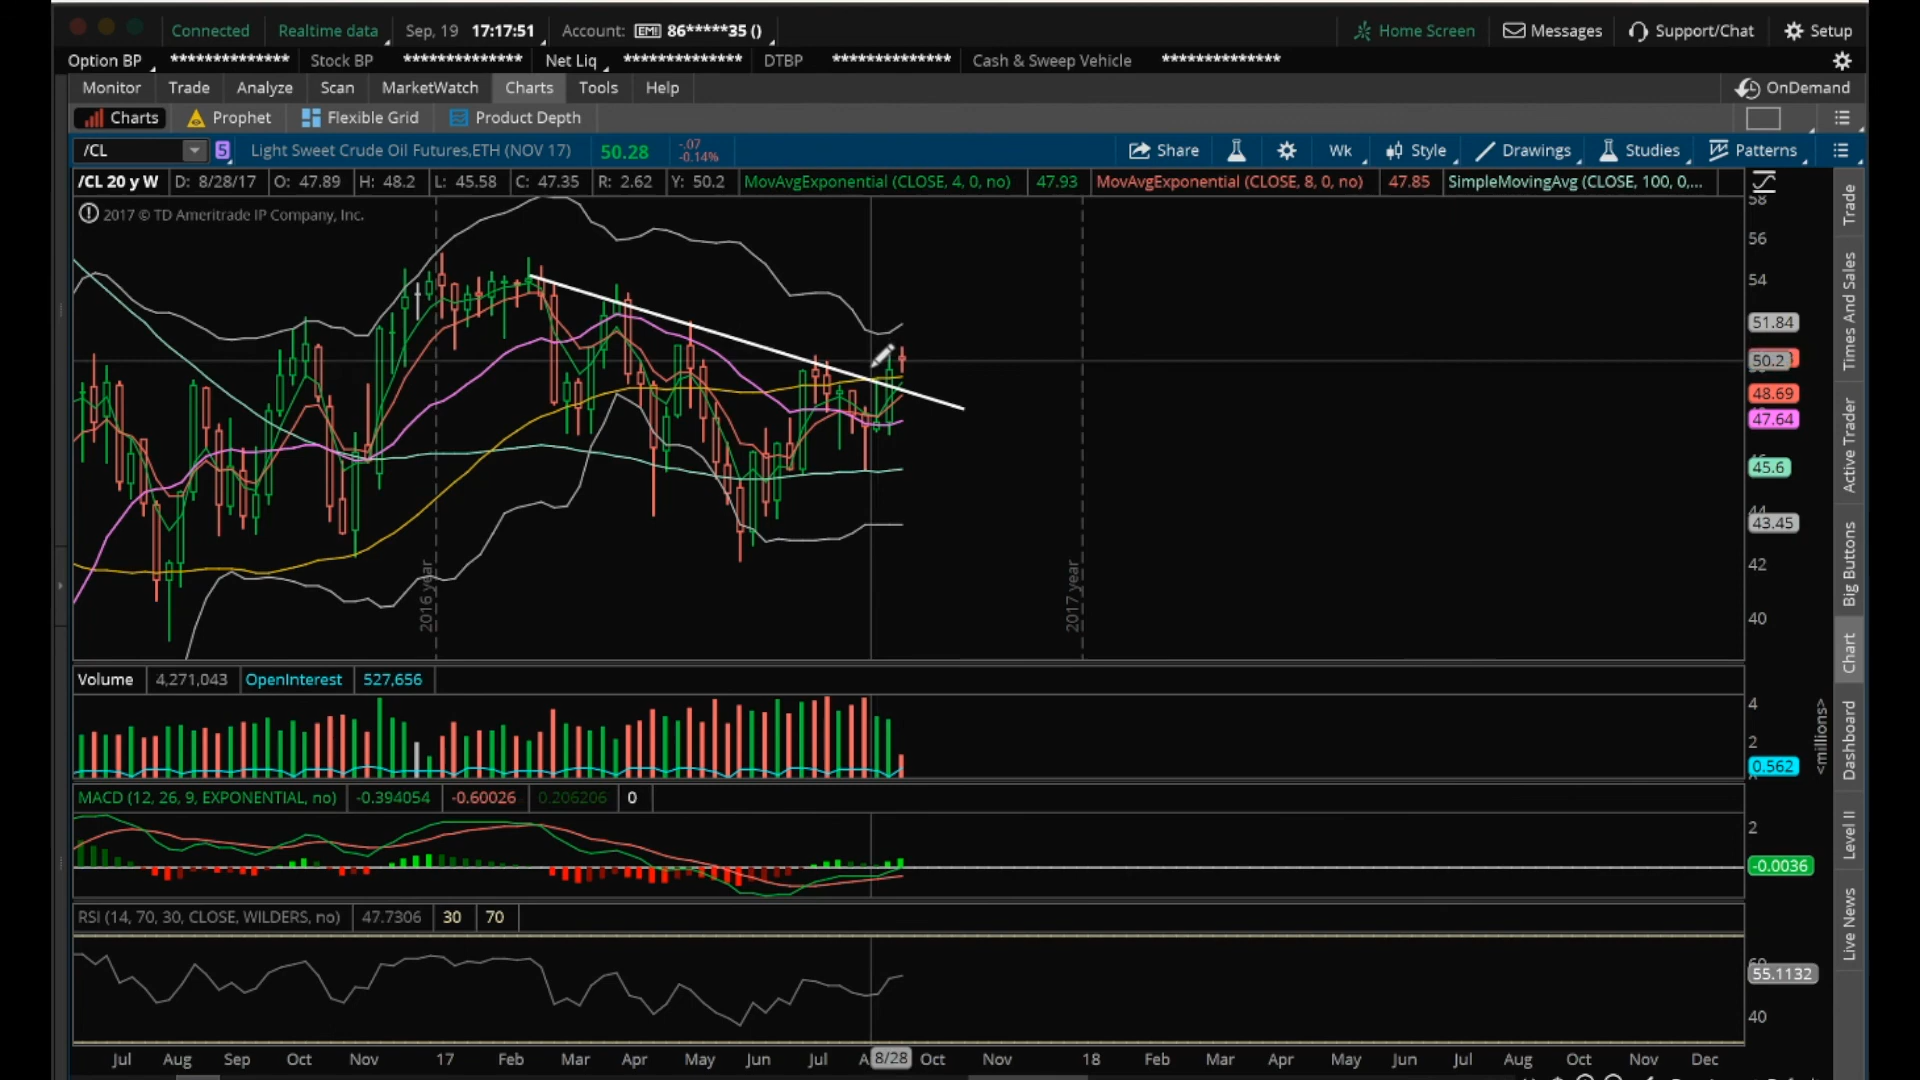 Connected Realtime data Sep, 19 17:17:51 Account: EMI 86*****35 () Home Screen Messages Support/Chat Setup
Option BP ************** Stock BP ************** Net Liq ************** DTBP ************** Cash & Sweep Vehicle **************
Monitor Trade Analyze Scan MarketWatch Charts Tools Help OnDemand
Charts Prophet Flexible Grid Product Depth
/CL 5 Light Sweet Crude Oil Futures,ETH (NOV 17) 50.28 -.07 -0.14% Share Wk Style Drawings Studies Patterns
/CL 20 y W D: 8/28/17 O: 47.89 H: 48.2 L: 45.58 C: 47.35 R: 2.62 Y: 50.2 MovAvgExponential (CLOSE, 4, 0, no) 47.93 MovAvgExponential (CLOSE, 8, 0, no) 47.85 SimpleMovingAvg (CLOSE, 100, 0,...
2017 © TD Ameritrade IP Company, Inc.
58
56
54
51.84
50.2
48.69
47.64
45.6
44
43.45
42
40
2016 year
2017 year
Volume 4,271,043 OpenInterest 527,656
4
2
0.562
<millions>
MACD (12, 26, 9, EXPONENTIAL, no) -0.394054 -0.60026 0.206206 0
2
-0.0036
RSI (14, 70, 30, CLOSE, WILDERS, no) 47.7306 30 70
60
55.1132
40
Jul Aug Sep Oct Nov 17 Feb Mar Apr May Jun Jul A 8/28 Oct Nov 18 Feb Mar Apr May Jun Jul Aug Oct Nov Dec
Trade
Times And Sales
Active Trader
Big Buttons
Chart
Dashboard
Level II
Live News